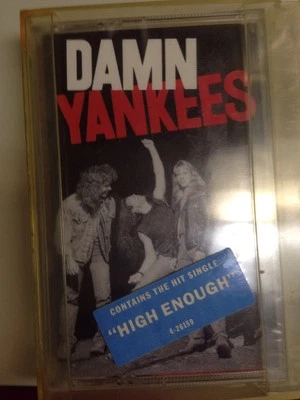 DAMN
YANKEES
CONTAINS THE HIT SINGLE:
"HIGH ENOUGH"
4-26159